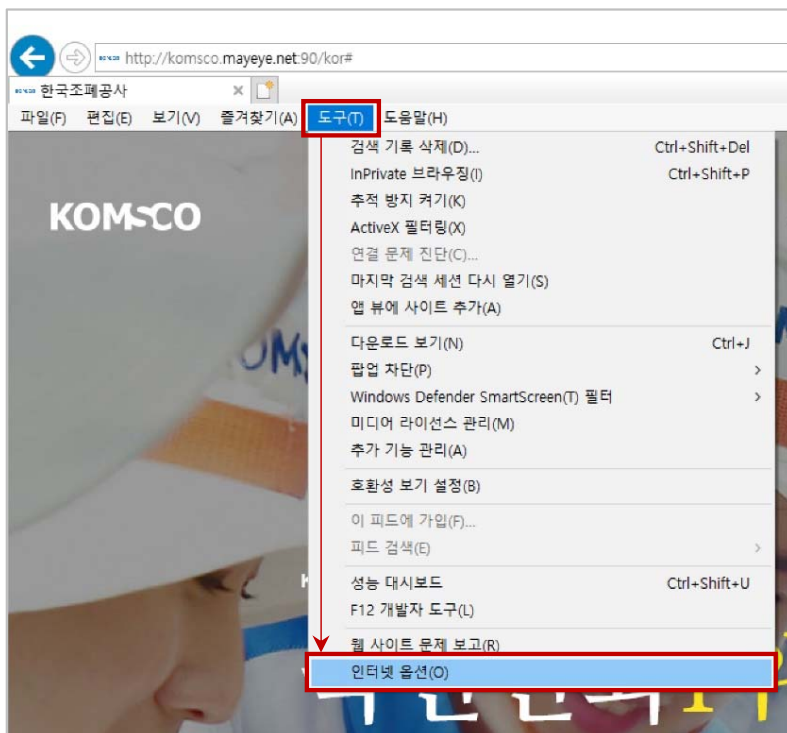 http://komsco.mayeye.net:90/kor#
한국조폐공사
파일(F) 편집(E) 보기(V) 즐겨찾기(A) 도구(T) 도움말(H)
검색 기록 삭제(D)... Ctrl+Shift+Del
InPrivate 브라우징(I) Ctrl+Shift+P
추적 방지 켜기(K)
ActiveX 필터링(X)
연결 문제 진단(C)...
마지막 검색 세션 다시 열기(S)
앱 뷰에 사이트 추가(A)
KOMSCO
다운로드 보기(N) Ctrl+J
팝업 차단(P)
Windows Defender SmartScreen(T) 필터
미디어 라이선스 관리(M)
추가 기능 관리(A)
호환성 보기 설정(B)
이 피드에 가입(F)...
피드 검색(E)
성능 대시보드 Ctrl+Shift+U
F12 개발자 도구(L)
웹 사이트 문제 보고(R)
인터넷 옵션(O)